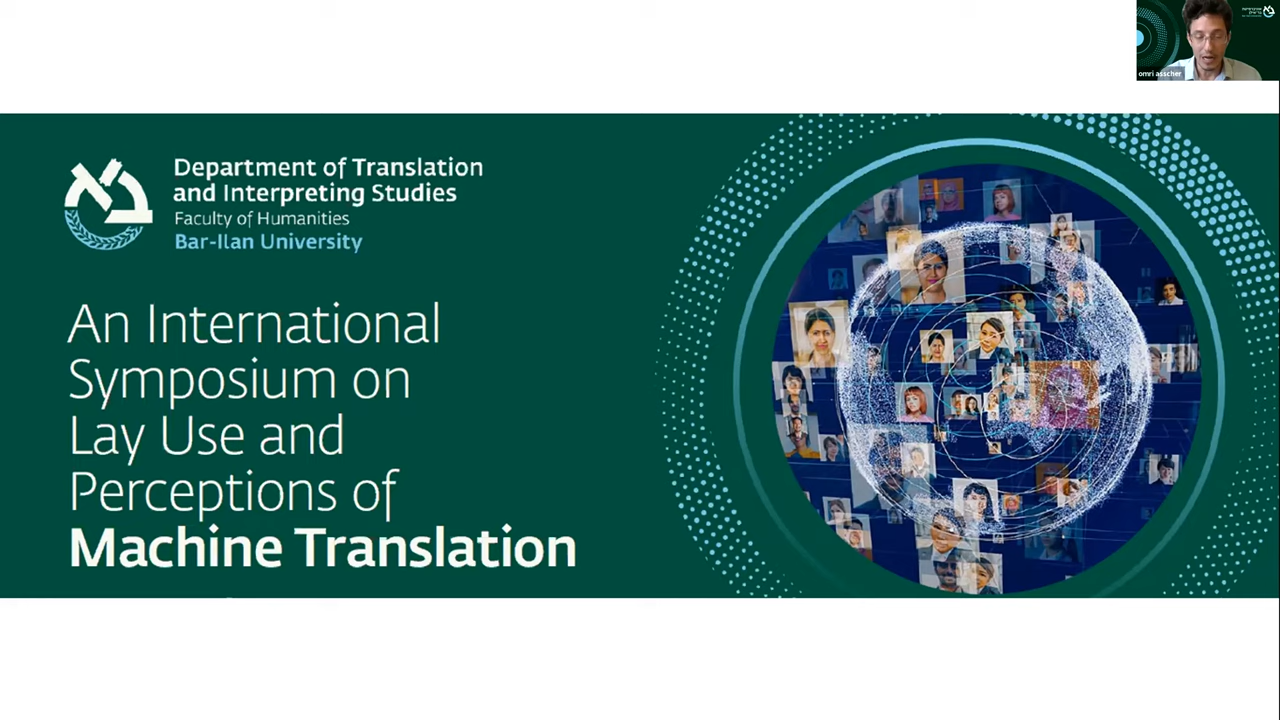 omri asscher
Department of Translation
and Interpreting Studies
Faculty of Humanities
Bar-Ilan University
An International
Symposium on
Lay Use and
Perceptions of
Machine Translation